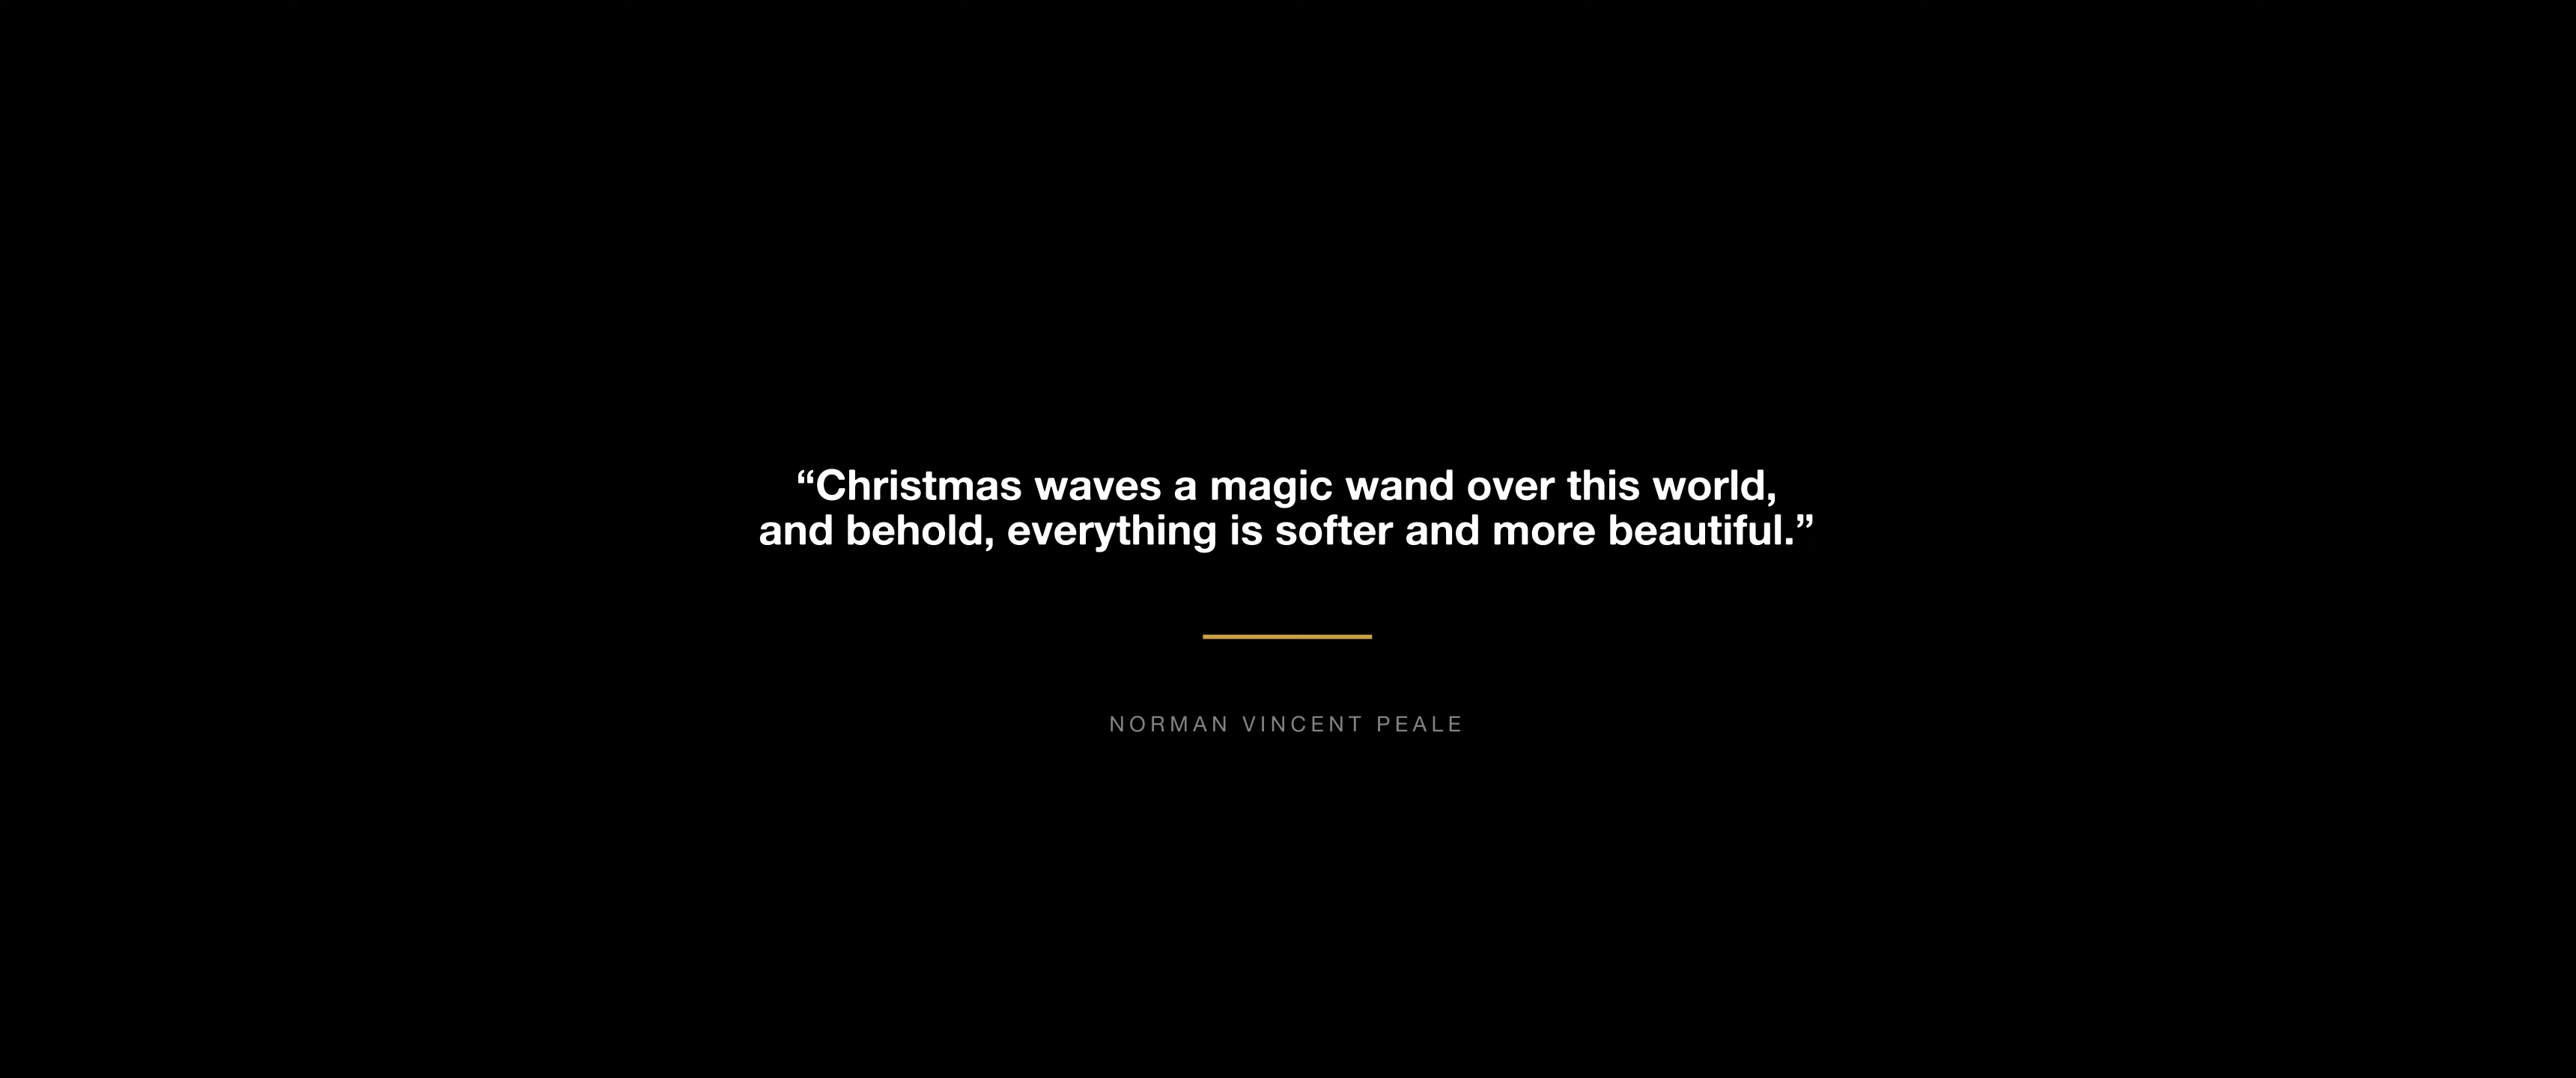 “Christmas waves a magic wand over this world,
and behold, everything is softer and more beautiful.”
NORMAN VINCENT PEALE